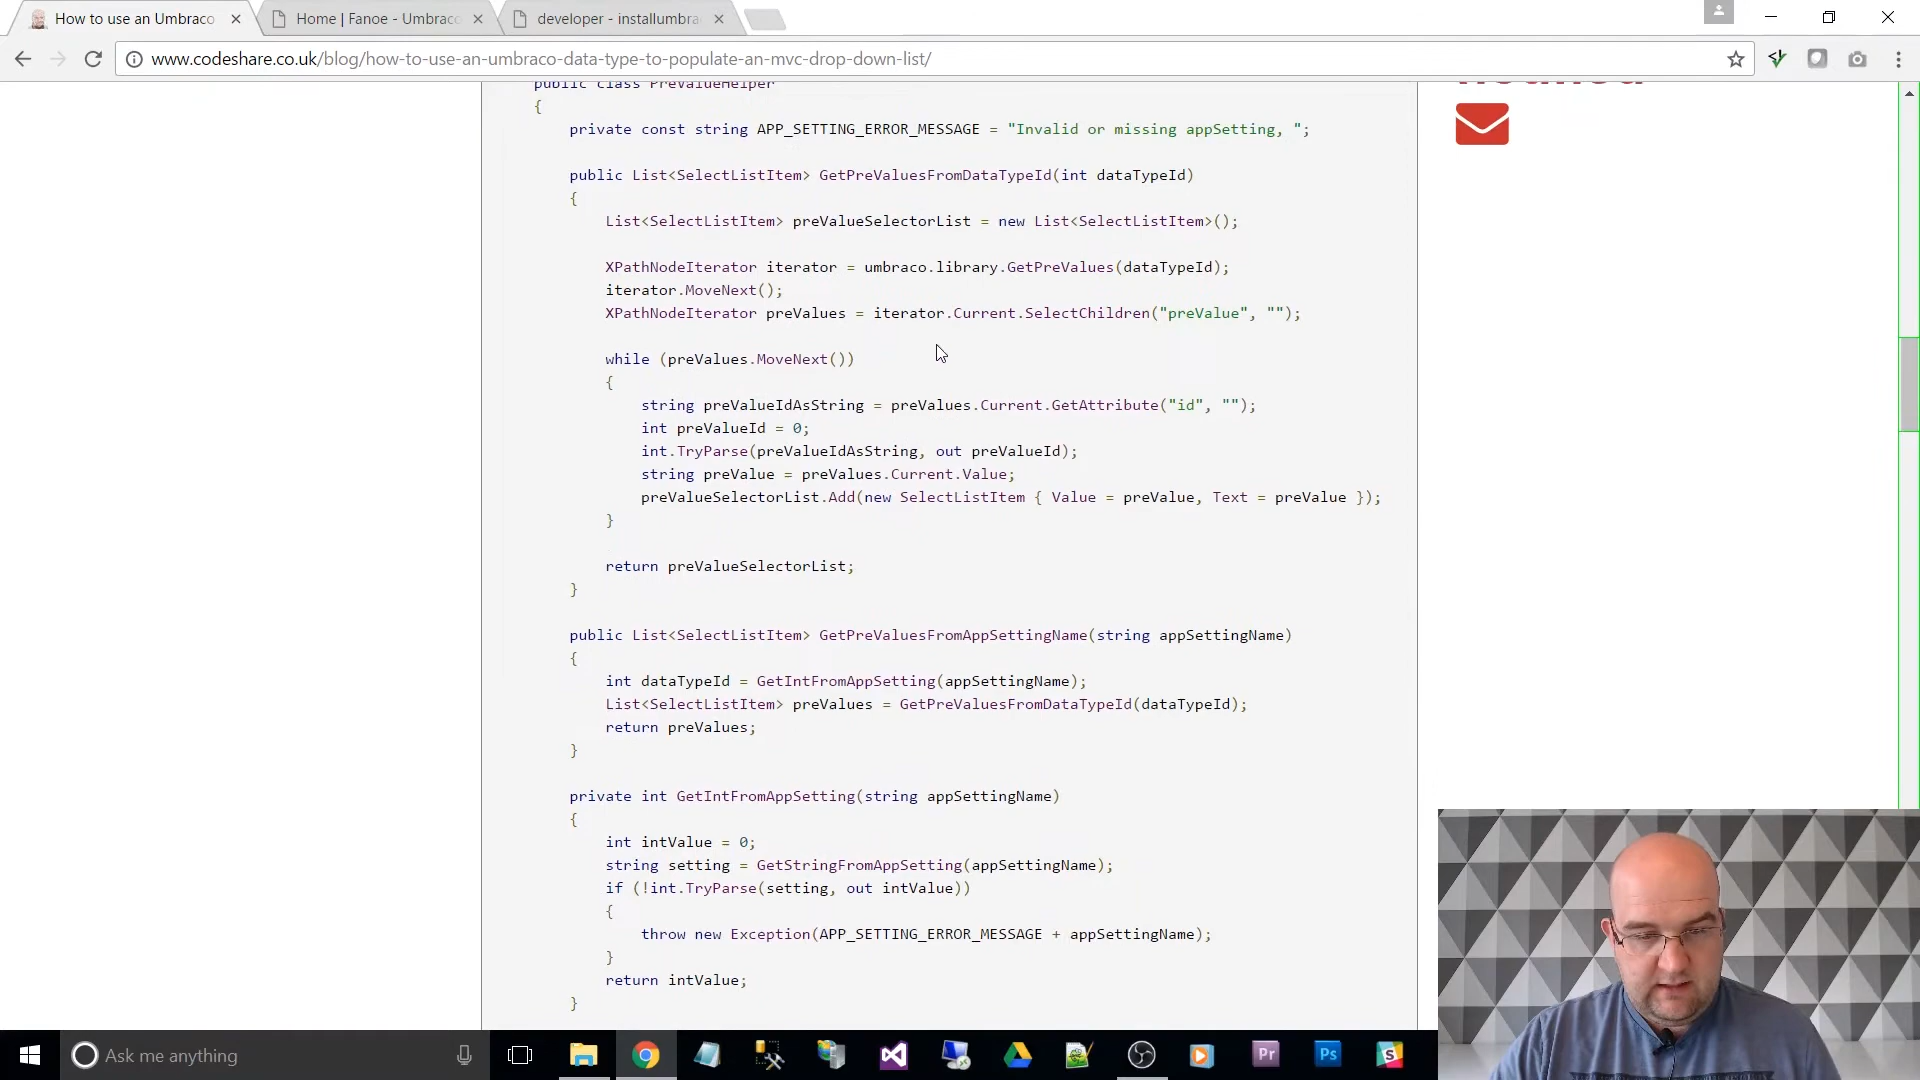 How to use an Umbraco
Home | Fanoe - Umbraco
developer - installumbra
www.codeshare.co.uk/blog/how-to-use-an-umbraco-data-type-to-populate-an-mvc-drop-down-list/
public class PreValueHelper
{
private const string APP_SETTING_ERROR_MESSAGE = "Invalid or missing appSetting, ";
public List<SelectListItem> GetPreValuesFromDataTypeId(int dataTypeId)
{
List<SelectListItem> preValueSelectorList = new List<SelectListItem>();
XPathNodeIterator iterator = umbraco.library.GetPreValues(dataTypeId);
iterator.MoveNext();
XPathNodeIterator preValues = iterator.Current.SelectChildren("preValue", "");
while (preValues.MoveNext())
{
string preValueIdAsString = preValues.Current.GetAttribute("id", "");
int preValueId = 0;
int.TryParse(preValueIdAsString, out preValueId);
string preValue = preValues.Current.Value;
preValueSelectorList.Add(new SelectListItem { Value = preValue, Text = preValue });
}
return preValueSelectorList;
}
public List<SelectListItem> GetPreValuesFromAppSettingName(string appSettingName)
{
int dataTypeId = GetIntFromAppSetting(appSettingName);
List<SelectListItem> preValues = GetPreValuesFromDataTypeId(dataTypeId);
return preValues;
}
private int GetIntFromAppSetting(string appSettingName)
{
int intValue = 0;
string setting = GetStringFromAppSetting(appSettingName);
if (!int.TryParse(setting, out intValue))
{
throw new Exception(APP_SETTING_ERROR_MESSAGE + appSettingName);
}
return intValue;
}
Ask me anything
Pr
Ps
S